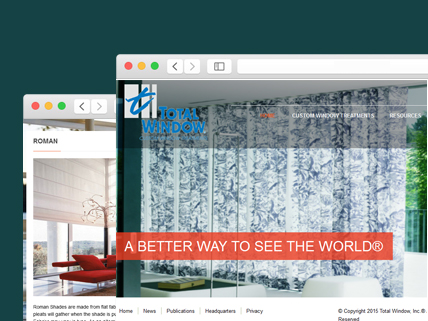 TOTAL
WINDOW
HOME
CUSTOM WINDOW TREATMENTS
RESOURCES
ROMAN
A BETTER WAY TO SEE THE WORLD®
Roman Shades are made from flat
pleats will gather when the shade is
Home
News
Publications
Headquarters
Privacy
© Copyright 2015 Total Window, Inc.®.
Reserved